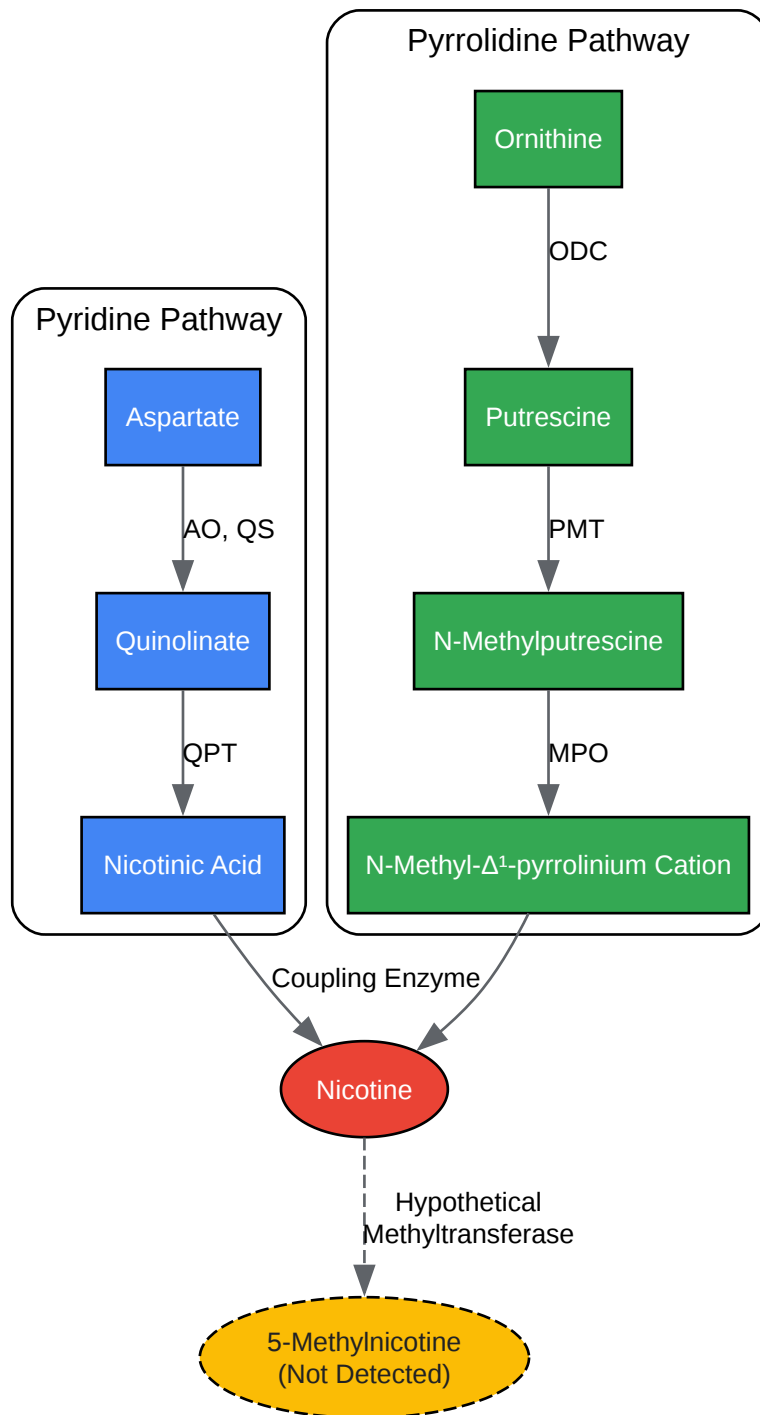 Pyrrolidine Pathway
Ornithine
ODC
Pyridine Pathway
Aspartate
Putrescine
AO, QS
PMT
Quinolinate
N-Methylputrescine
QPT
MPO
Nicotinic Acid
N-Methyl-Δ¹-pyrrolinium Cation
Coupling Enzyme
Nicotine
Hypothetical
Methyltransferase
5-Methylnicotine
(Not Detected)